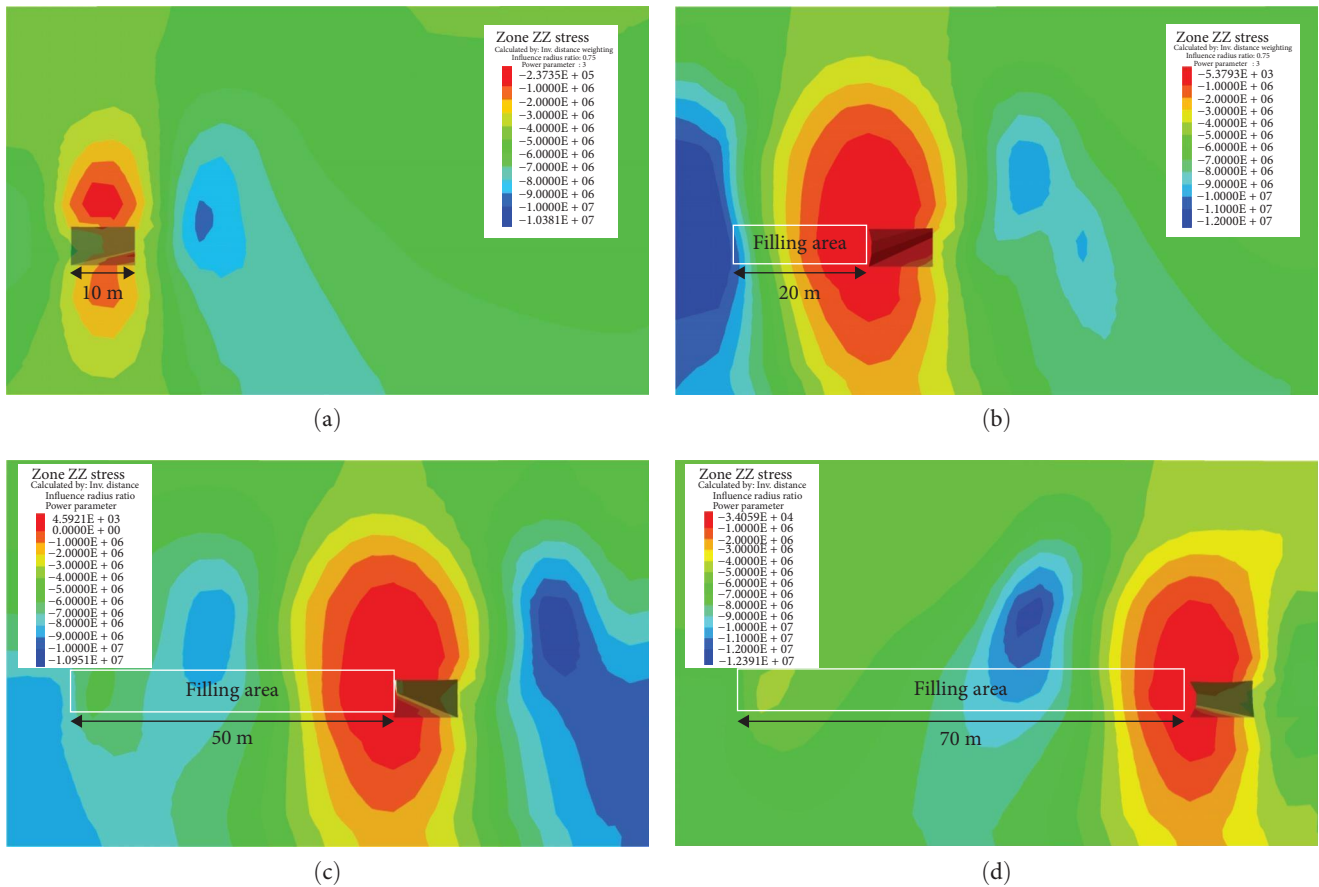 Zone ZZ stress
Calculated by: Inv. distance weighting
Influence radius ratio: 0.75
Power parameter : 3
−2.3735E + 05
−1.0000E + 06
−2.0000E + 06
−3.0000E + 06
−4.0000E + 06
−5.0000E + 06
−6.0000E + 06
−7.0000E + 06
−8.0000E + 06
−9.0000E + 06
−1.0000E + 07
−1.0381E + 07
10 m
(a)
Zone ZZ stress
Calculated by: Inv. distance weighting
Influence radius ratio: 0.75
Power parameter : 3
−5.3793E + 03
−1.0000E + 06
−2.0000E + 06
−3.0000E + 06
−4.0000E + 06
−5.0000E + 06
−6.0000E + 06
−7.0000E + 06
−8.0000E + 06
−9.0000E + 06
−1.0000E + 07
−1.1000E + 07
−1.2000E + 07
Filling area
20 m
(b)
Zone ZZ stress
Calculated by: Inv. distance
Influence radius ratio
Power parameter
4.5921E + 03
0.0000E + 00
−1.0000E + 06
−2.0000E + 06
−3.0000E + 06
−4.0000E + 06
−5.0000E + 06
−6.0000E + 06
−7.0000E + 06
−8.0000E + 06
−9.0000E + 06
−1.0000E + 07
−1.0951E + 07
Filling area
50 m
(c)
Zone ZZ stress
Calculated by: Inv. distance
Influence radius ratio
Power parameter
−3.4059E + 04
−1.0000E + 06
−2.0000E + 06
−3.0000E + 06
−4.0000E + 06
−5.0000E + 06
−6.0000E + 06
−7.0000E + 06
−8.0000E + 06
−9.0000E + 06
−1.0000E + 07
−1.1000E + 07
−1.2000E + 07
−1.2391E + 07
Filling area
70 m
(d)